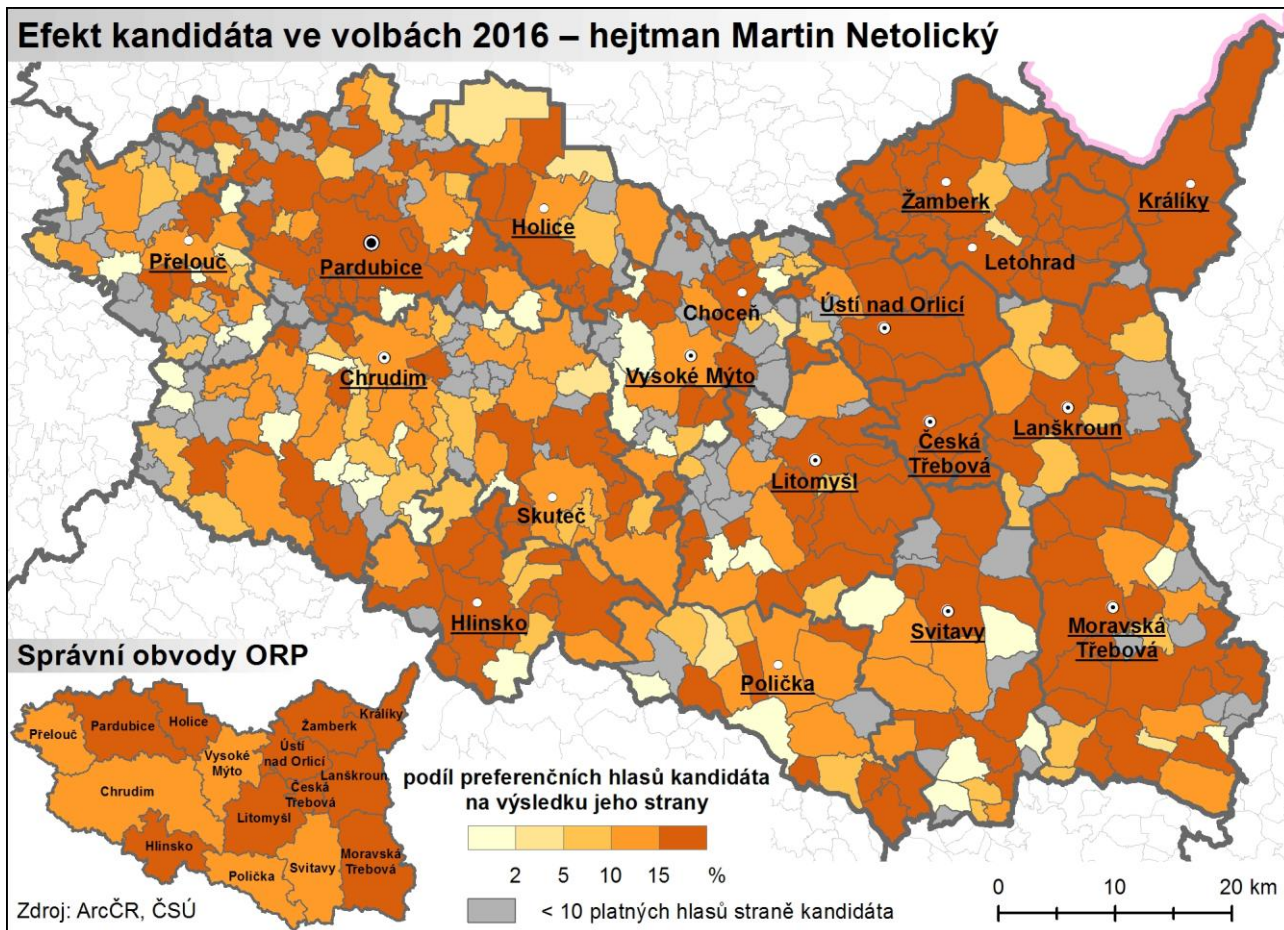 Efekt kandidáta ve volbách 2016 – hejtman Martin Netolický
Žamberk
Králíky
Holice
Přelouč
Pardubice
Letohrad
Choceň
Ústí nad Orlicí
Chrudim
Vysoké Mýto
Lanškroun
Česká
Třebová
Litomyšl
Skuteč
Hlinsko
Svitavy
Moravská
Třebová
Polička
Správní obvody ORP
Přelouč
Pardubice
Holice
Žamberk
Králíky
Vysoké
Mýto
Ústí
nad Orlicí
Lanškroun
Česká
Třebová
Chrudim
Litomyšl
Hlinsko
Polička
Svitavy
Moravská
Třebová
podíl preferenčních hlasů kandidáta
na výsledku jeho strany
2 5 10 15 %
< 10 platných hlasů straně kandidáta
Zdroj: ArcČR, ČSÚ
0 10 20 km